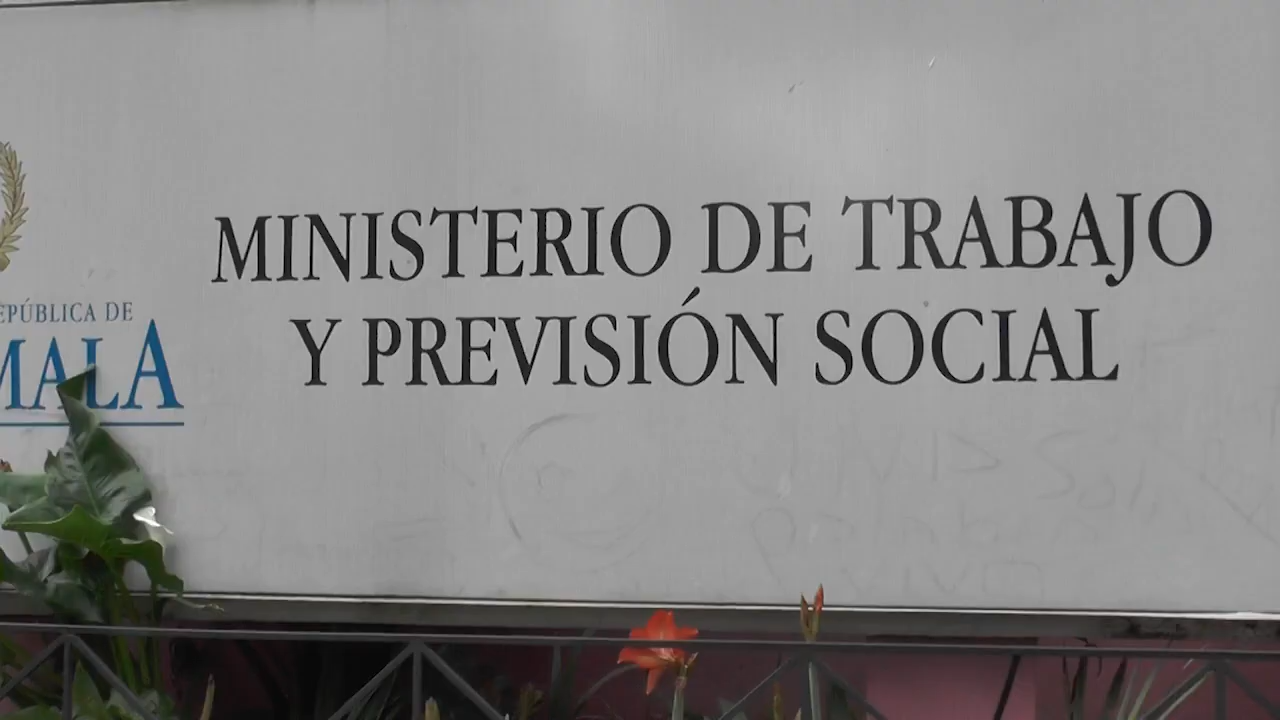 EPÚBLICA DE
MALA
MINISTERIO DE TRABAJO
Y PREVISIÓN SOCIAL